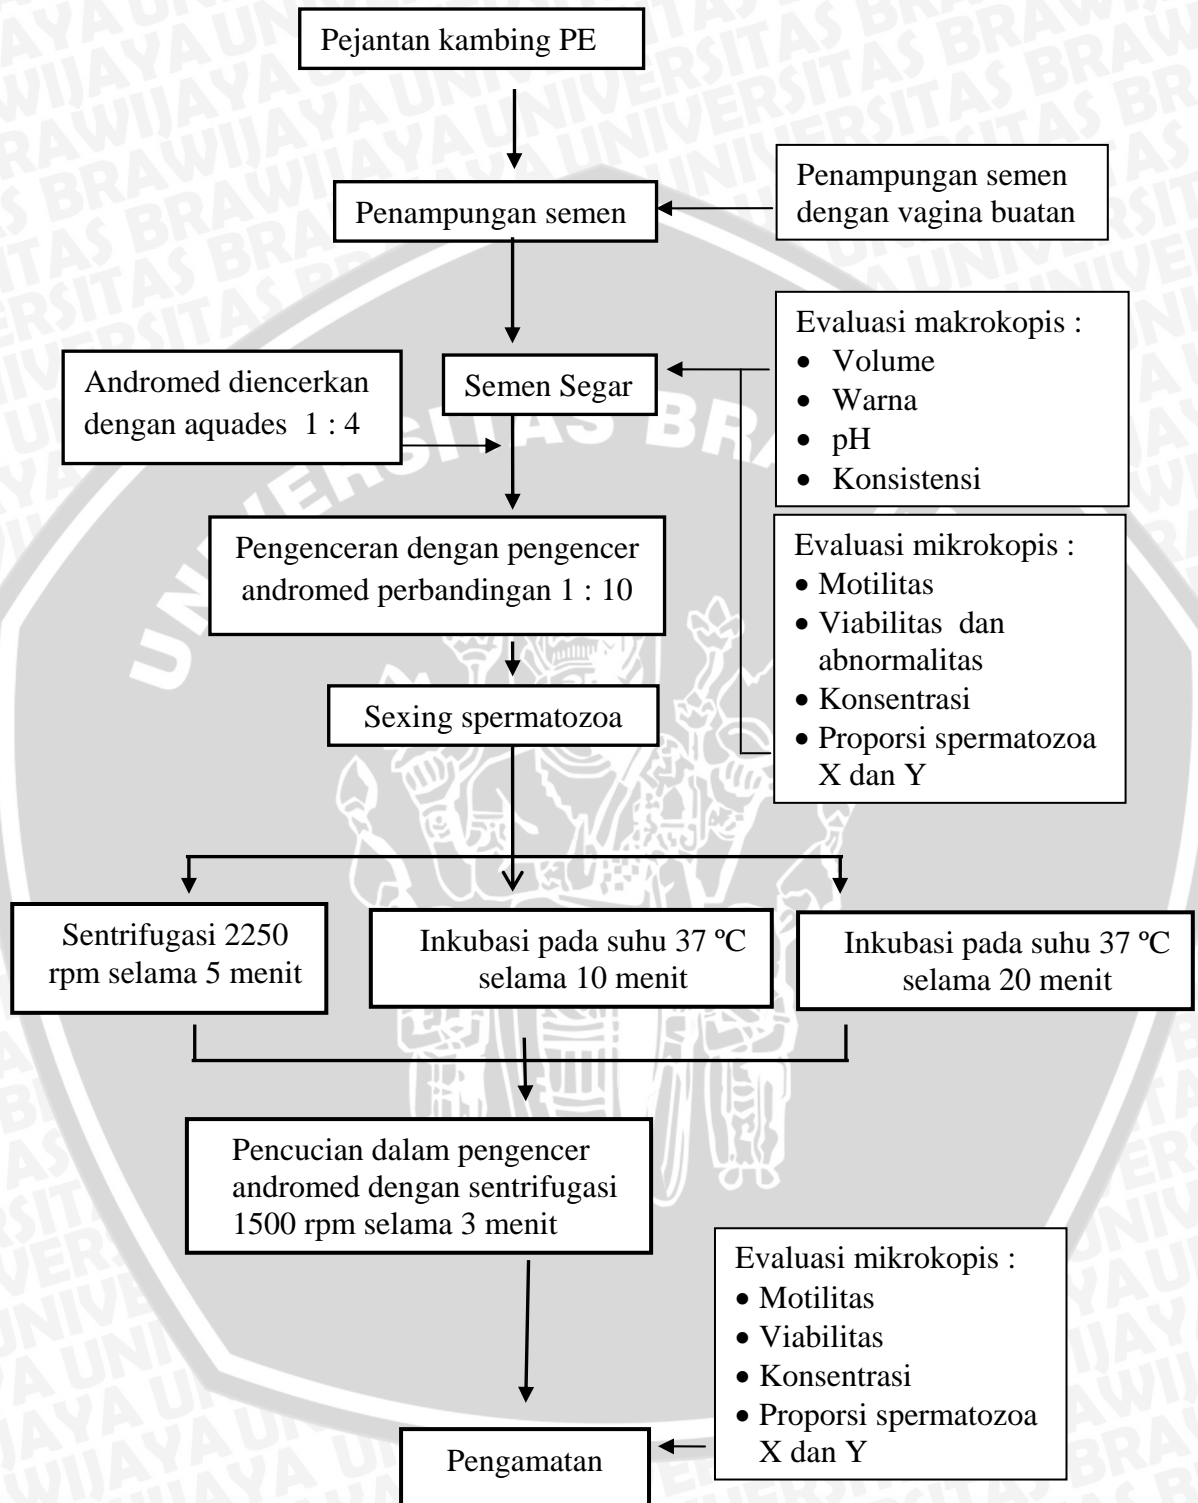 Pejantan kambing PE
Penampungan semen
Penampungan semen
dengan vagina buatan
Semen Segar
Evaluasi makrokopis :
• Volume
• Warna
• pH
• Konsistensi
Andromed diencerkan
dengan aquades 1 : 4
Pengenceran dengan pengencer
andromed perbandingan 1 : 10
Evaluasi mikrokopis :
• Motilitas
• Viabilitas dan
abnormalitas
• Konsentrasi
• Proporsi spermatozoa
X dan Y
Sexing spermatozoa
Sentrifugasi 2250
rpm selama 5 menit
Inkubasi pada suhu 37 ºC
selama 10 menit
Inkubasi pada suhu 37 ºC
selama 20 menit
Pencucian dalam pengencer
andromed dengan sentrifugasi
1500 rpm selama 3 menit
Evaluasi mikrokopis :
• Motilitas
• Viabilitas
• Konsentrasi
• Proporsi spermatozoa
X dan Y
Pengamatan